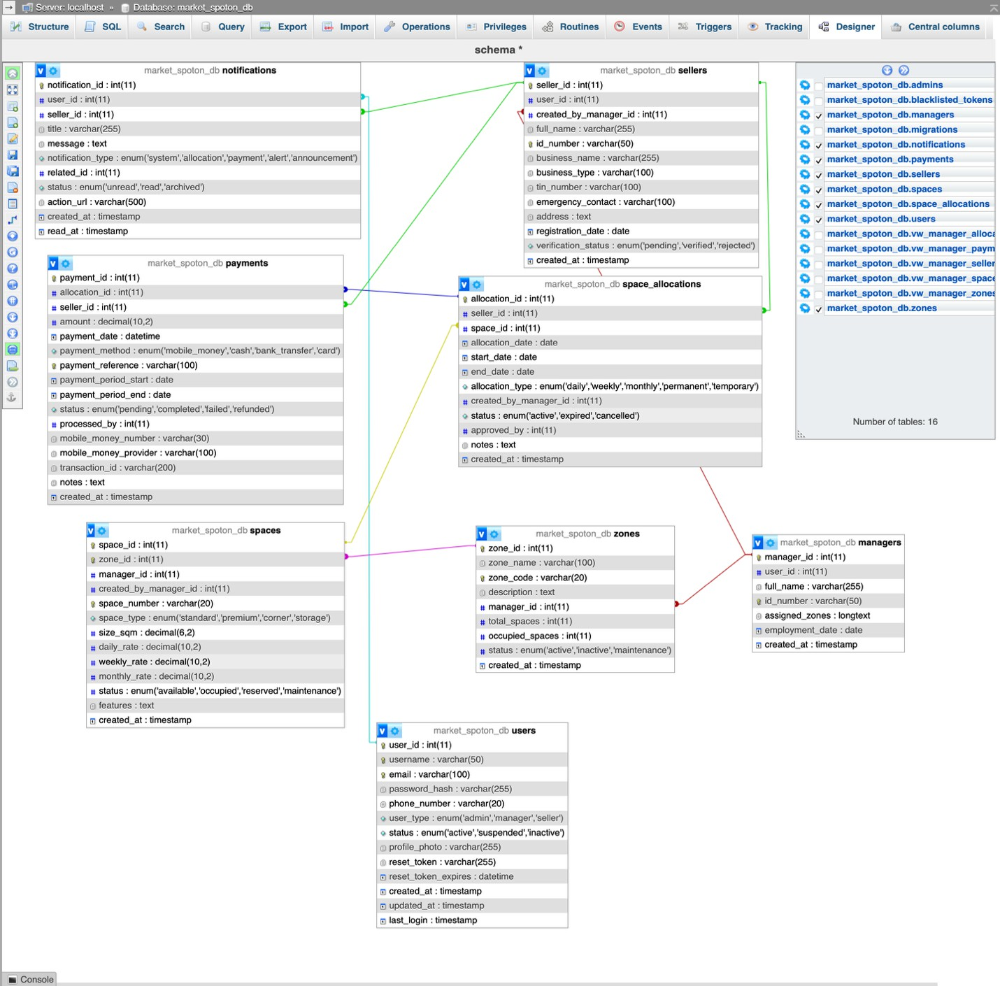 Server: localhost » Database: market_spoton_db
Structure SQL Search Query Export Import Operations Privileges Routines Events Triggers Tracking Designer Central columns
schema *
market_spoton_db notifications
notification_id : int(11)
user_id : int(11)
seller_id : int(11)
title : varchar(255)
message : text
notification_type : enum('system','allocation','payment','alert','announcement')
related_id : int(11)
status : enum('unread','read','archived')
action_url : varchar(500)
created_at : timestamp
read_at : timestamp
market_spoton_db sellers
seller_id : int(11)
user_id : int(11)
created_by_manager_id : int(11)
full_name : varchar(255)
id_number : varchar(50)
business_name : varchar(255)
business_type : varchar(100)
tin_number : varchar(100)
emergency_contact : varchar(100)
address : text
registration_date : date
verification_status : enum('pending','verified','rejected')
created_at : timestamp
market_spoton_db.admins
market_spoton_db.blacklisted_tokens
market_spoton_db.managers
market_spoton_db.migrations
market_spoton_db.notifications
market_spoton_db.payments
market_spoton_db.sellers
market_spoton_db.spaces
market_spoton_db.space_allocations
market_spoton_db.users
market_spoton_db.vw_manager_alloca
market_spoton_db.vw_manager_paym
market_spoton_db.vw_manager_seller
market_spoton_db.vw_manager_space
market_spoton_db.vw_manager_zones
market_spoton_db.zones
Number of tables: 16
market_spoton_db payments
payment_id : int(11)
allocation_id : int(11)
seller_id : int(11)
amount : decimal(10,2)
payment_date : datetime
payment_method : enum('mobile_money','cash','bank_transfer','card')
payment_reference : varchar(100)
payment_period_start : date
payment_period_end : date
status : enum('pending','completed','failed','refunded')
processed_by : int(11)
mobile_money_number : varchar(30)
mobile_money_provider : varchar(100)
transaction_id : varchar(200)
notes : text
created_at : timestamp
market_spoton_db space_allocations
allocation_id : int(11)
seller_id : int(11)
space_id : int(11)
allocation_date : date
start_date : date
end_date : date
allocation_type : enum('daily','weekly','monthly','permanent','temporary')
created_by_manager_id : int(11)
status : enum('active','expired','cancelled')
approved_by : int(11)
notes : text
created_at : timestamp
market_spoton_db spaces
space_id : int(11)
zone_id : int(11)
manager_id : int(11)
created_by_manager_id : int(11)
space_number : varchar(20)
space_type : enum('standard','premium','corner','storage')
size_sqm : decimal(6,2)
daily_rate : decimal(10,2)
weekly_rate : decimal(10,2)
monthly_rate : decimal(10,2)
status : enum('available','occupied','reserved','maintenance')
features : text
created_at : timestamp
market_spoton_db zones
zone_id : int(11)
zone_name : varchar(100)
zone_code : varchar(20)
description : text
manager_id : int(11)
total_spaces : int(11)
occupied_spaces : int(11)
status : enum('active','inactive','maintenance')
created_at : timestamp
market_spoton_db managers
manager_id : int(11)
user_id : int(11)
full_name : varchar(255)
id_number : varchar(50)
assigned_zones : longtext
employment_date : date
created_at : timestamp
market_spoton_db users
user_id : int(11)
username : varchar(50)
email : varchar(100)
password_hash : varchar(255)
phone_number : varchar(20)
user_type : enum('admin','manager','seller')
status : enum('active','suspended','inactive')
profile_photo : varchar(255)
reset_token : varchar(255)
reset_token_expires : datetime
created_at : timestamp
updated_at : timestamp
last_login : timestamp
Console